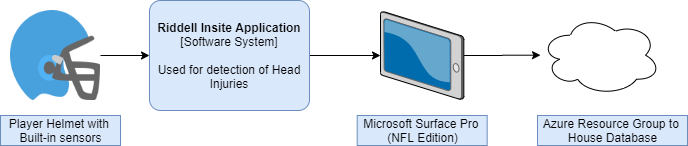 Riddell Insite Application
[Software System]
Used for detection of Head
Injuries
Player Helmet with
Built-in sensors
Microsoft Surface Pro
(NFL Edition)
Azure Resource Group to
House Database